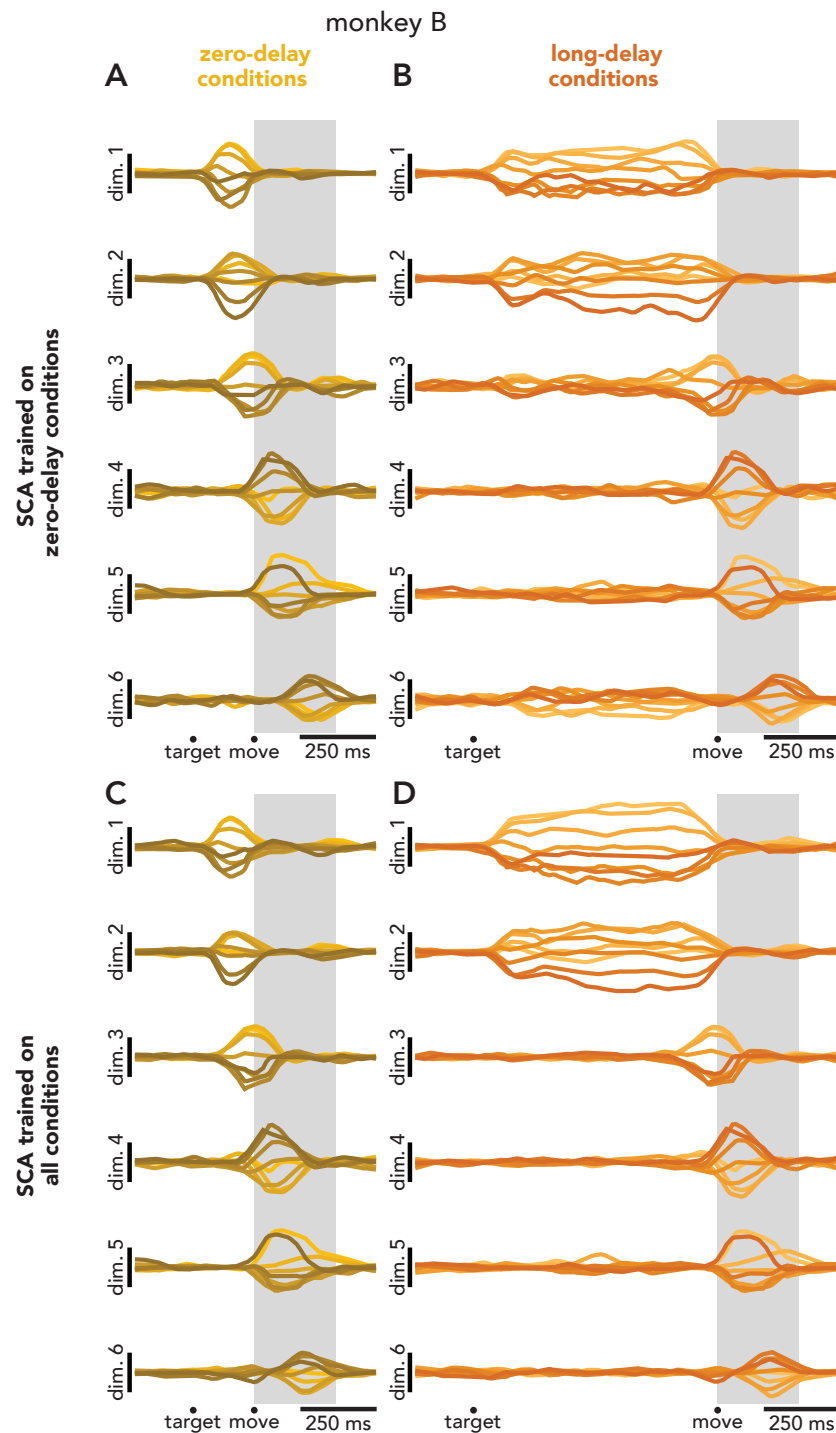 monkey B
zero-delay
conditions
long-delay
conditions
A
B
SCA trained on
zero-delay conditions
dim. 1
dim. 1
dim. 2
dim. 2
dim. 3
dim. 3
dim. 4
dim. 4
dim. 5
dim. 5
dim. 6
dim. 6
target move 250 ms
target move 250 ms
C
D
SCA trained on
all conditions
dim. 1
dim. 1
dim. 2
dim. 2
dim. 3
dim. 3
dim. 4
dim. 4
dim. 5
dim. 5
dim. 6
dim. 6
target move 250 ms
target move 250 ms